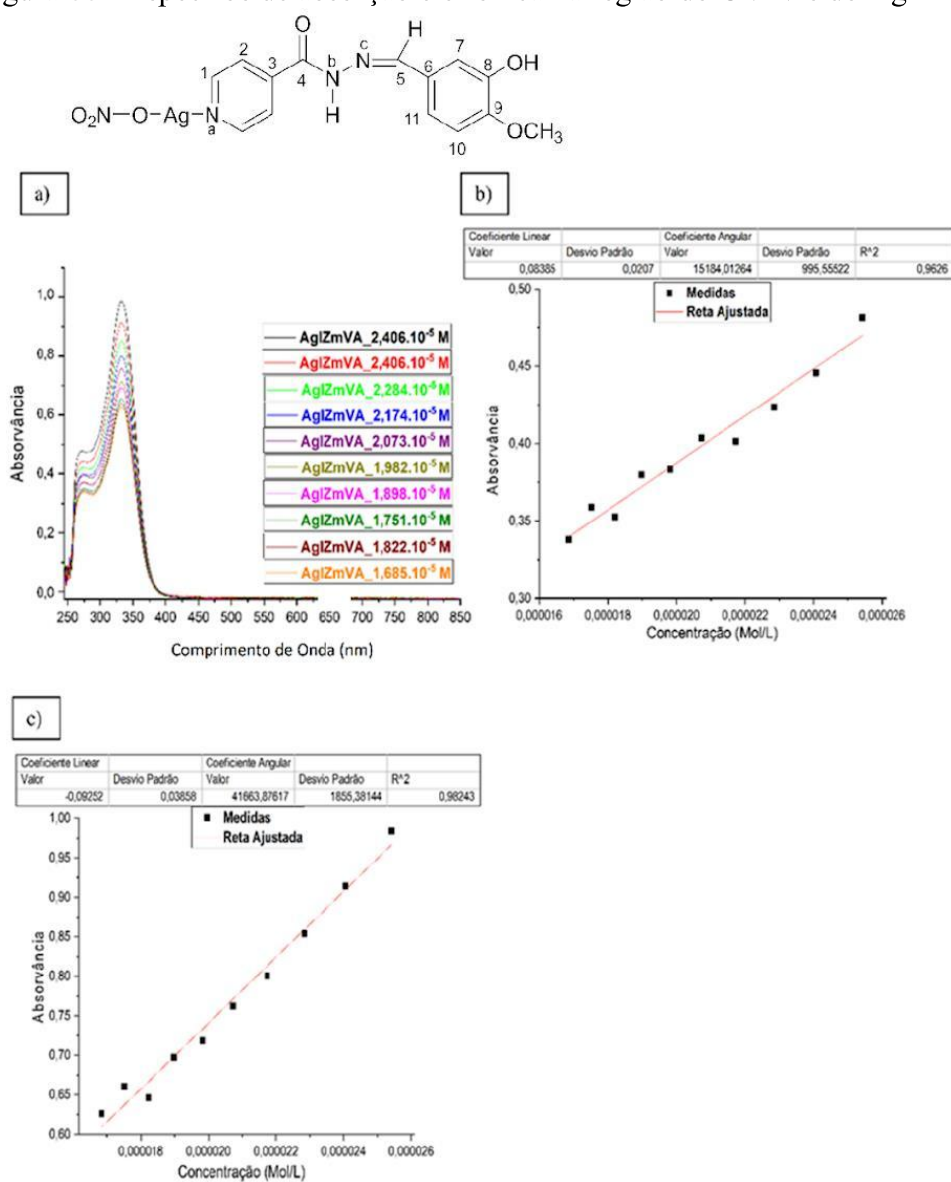 O H
2 3 b N c 7
1 4 N 5 6 8 OH
O₂N—O—Ag—N a H 11 9 OCH₃
10
a)
b)
Coeficiente Linear Coeficiente Angular
Valor Desvio Padrão Valor Desvio Padrão R^2
0,08385 0,0207 15184,01264 995,55522 0,9626
Medidas
Reta Ajustada
Absorvância
1,0
0,8
0,6
0,4
0,2
0,0
250 300 350 400 450 500 550 600 650 700 750 800 850
Comprimento de Onda (nm)
AgIZmVA_2,406.10⁻⁵ M
AgIZmVA_2,406.10⁻⁵ M
AgIZmVA_2,284.10⁻⁵ M
AgIZmVA_2,174.10⁻⁵ M
AgIZmVA_2,073.10⁻⁵ M
AgIZmVA_1,982.10⁻⁵ M
AgIZmVA_1,898.10⁻⁵ M
AgIZmVA_1,751.10⁻⁵ M
AgIZmVA_1,822.10⁻⁵ M
AgIZmVA_1,685.10⁻⁵ M
Absorvância
0,50
0,45
0,40
0,35
0,30
0,000016 0,000018 0,000020 0,000022 0,000024 0,000026
Concentração (Mol/L)
c)
Coeficiente Linear Coeficiente Angular
Valor Desvio Padrão Valor Desvio Padrão R^2
-0,09252 0,03858 41663,87617 1855,38144 0,98243
Medidas
Reta Ajustada
Absorvância
1,00
0,95
0,90
0,85
0,80
0,75
0,70
0,65
0,60
0,000018 0,000020 0,000022 0,000024 0,000026
Concentração (Mol/L)